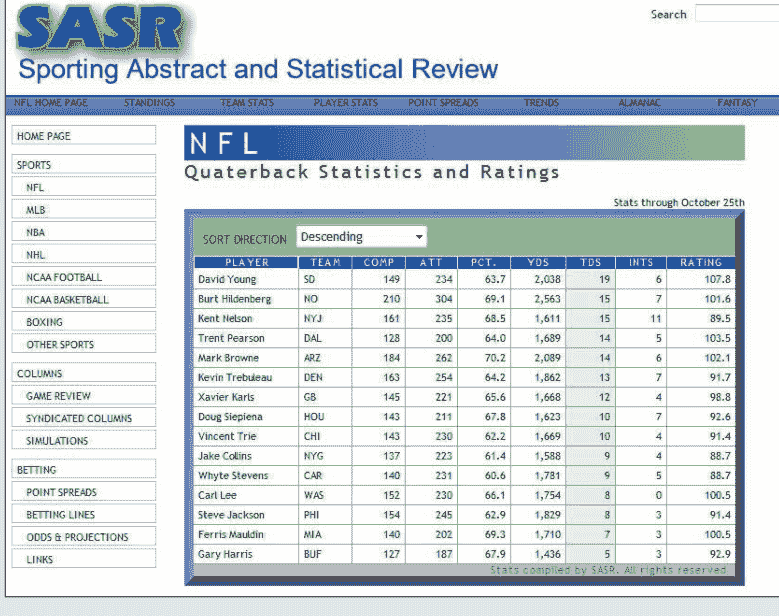 SASR
Search
Sporting Abstract and Statistical Review
NFL HOME PAGE STANDINGS TEAM STATS PLAYER STATS POINT SPREADS TRENDS ALMANAC FANTASY
HOME PAGE
SPORTS
NFL
MLB
NBA
NHL
NCAA FOOTBALL
NCAA BASKETBALL
BOXING
OTHER SPORTS
COLUMNS
GAME REVIEW
SYNDICATED COLUMNS
SIMULATIONS
BETTING
POINT SPREADS
BETTING LINES
ODDS & PROJECTIONS
LINKS
NFL
Quaterback Statistics and Ratings
Stats through October 25th
SORT DIRECTION Descending
PLAYER TEAM COMP ATT PCT. YDS TDS INTS RATING
David Young SD 149 234 63.7 2,038 19 6 107.8
Burt Hildenberg NO 210 304 69.1 2,563 15 7 101.6
Kent Nelson NYJ 161 235 68.5 1,611 15 11 89.5
Trent Pearson DAL 128 200 64.0 1,689 14 5 103.5
Mark Browne ARZ 184 262 70.2 2,089 14 6 102.1
Kevin Trebuleau DEN 163 254 64.2 1,862 13 7 91.7
Xavier Karls GB 145 221 65.6 1,668 12 4 98.8
Doug Siepiena HOU 143 211 67.8 1,623 10 7 92.6
Vincent Trie CHI 143 230 62.2 1,669 10 4 91.4
Jake Colins NYG 137 223 61.4 1,588 9 4 88.7
Whyte Stevens CAR 140 231 60.6 1,781 9 5 88.7
Carl Lee WAS 152 230 66.1 1,754 8 0 100.5
Steve Jackson PHI 154 245 62.9 1,829 8 3 91.4
Ferris Mauldin MIA 140 202 69.3 1,710 7 3 100.5
Gary Harris BUF 127 187 67.9 1,436 5 3 92.9
Stats compiled by SASR. All rights reserved.